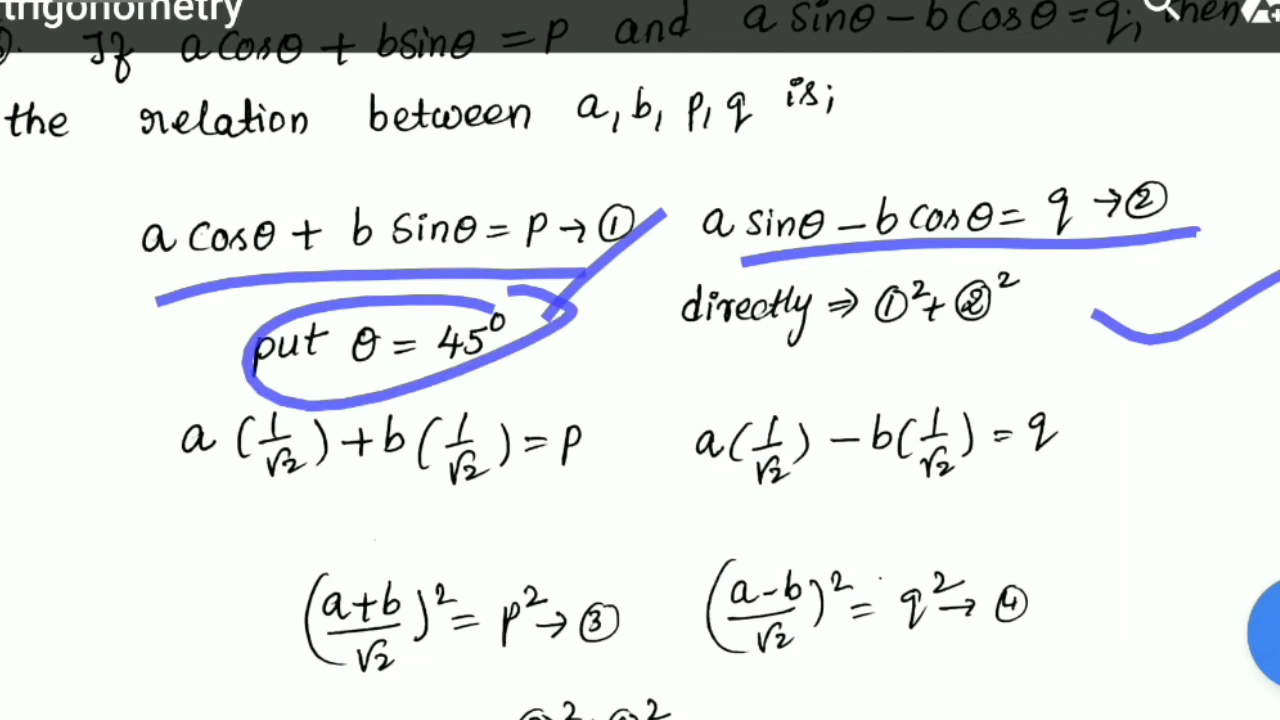 trigonometry
If a cosθ + b sinθ = p and a sinθ − b cosθ = q; then
the relation between a, b, p, q is;
a cosθ + b sinθ = p → ①
a sinθ − b cosθ = q → ②
put θ = 45⁰
directly ⇒ ①² + ②²
a (1/√2) + b (1/√2) = p
a (1/√2) − b (1/√2) = q
((a+b)/√2)² = p² → ③
((a-b)/√2)² = q² → ④